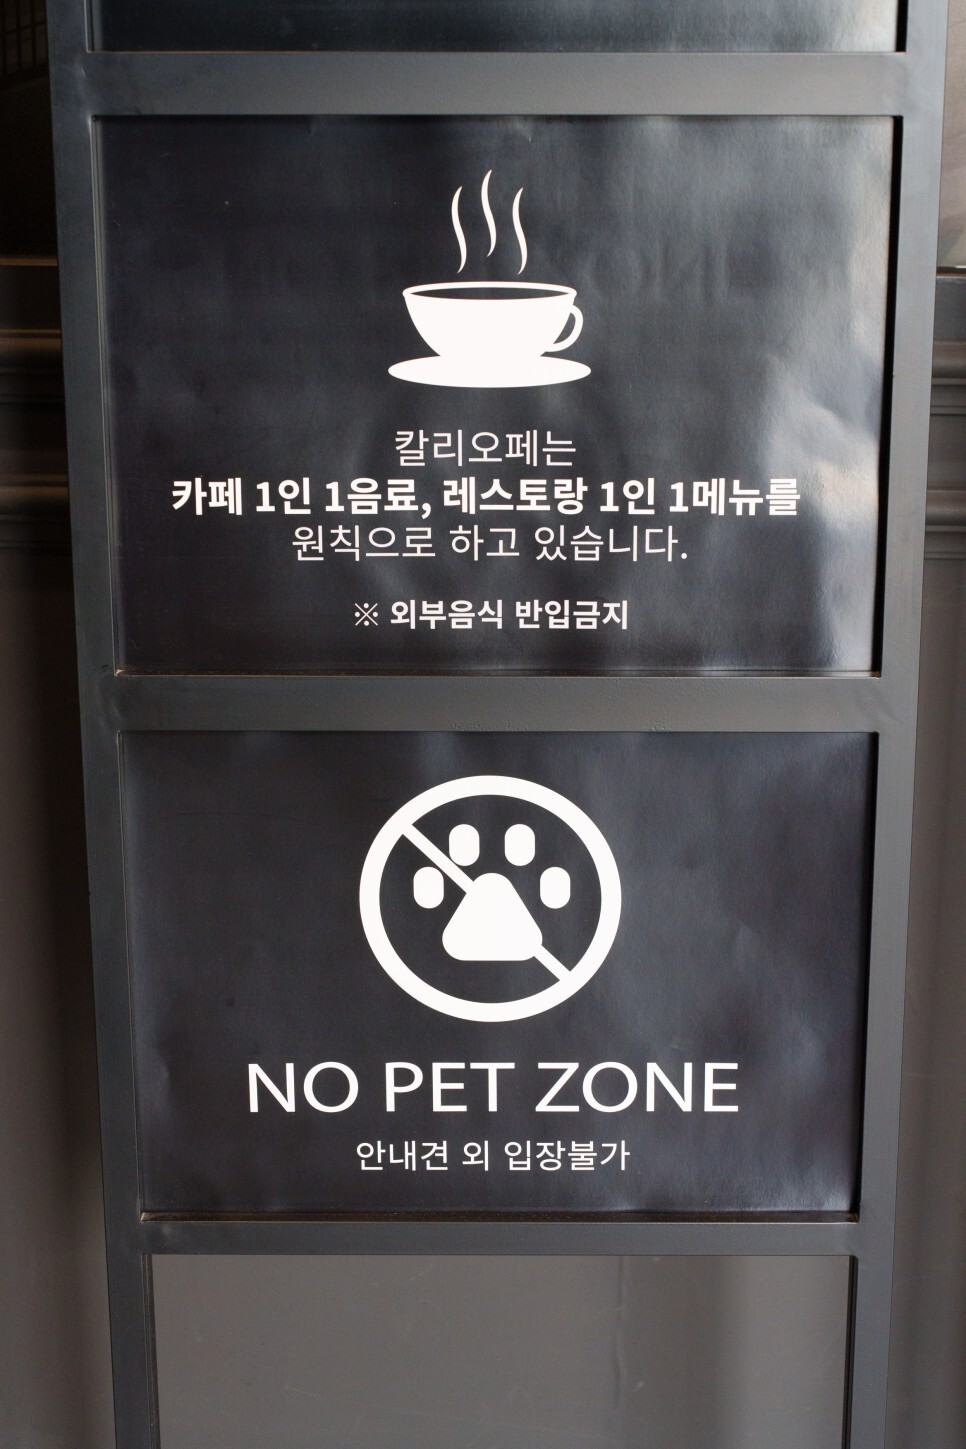 칼리오페는
카페 1인 1음료, 레스토랑 1인 1메뉴를
원칙으로 하고 있습니다.
※ 외부음식 반입금지
NO PET ZONE
안내견 외 입장불가